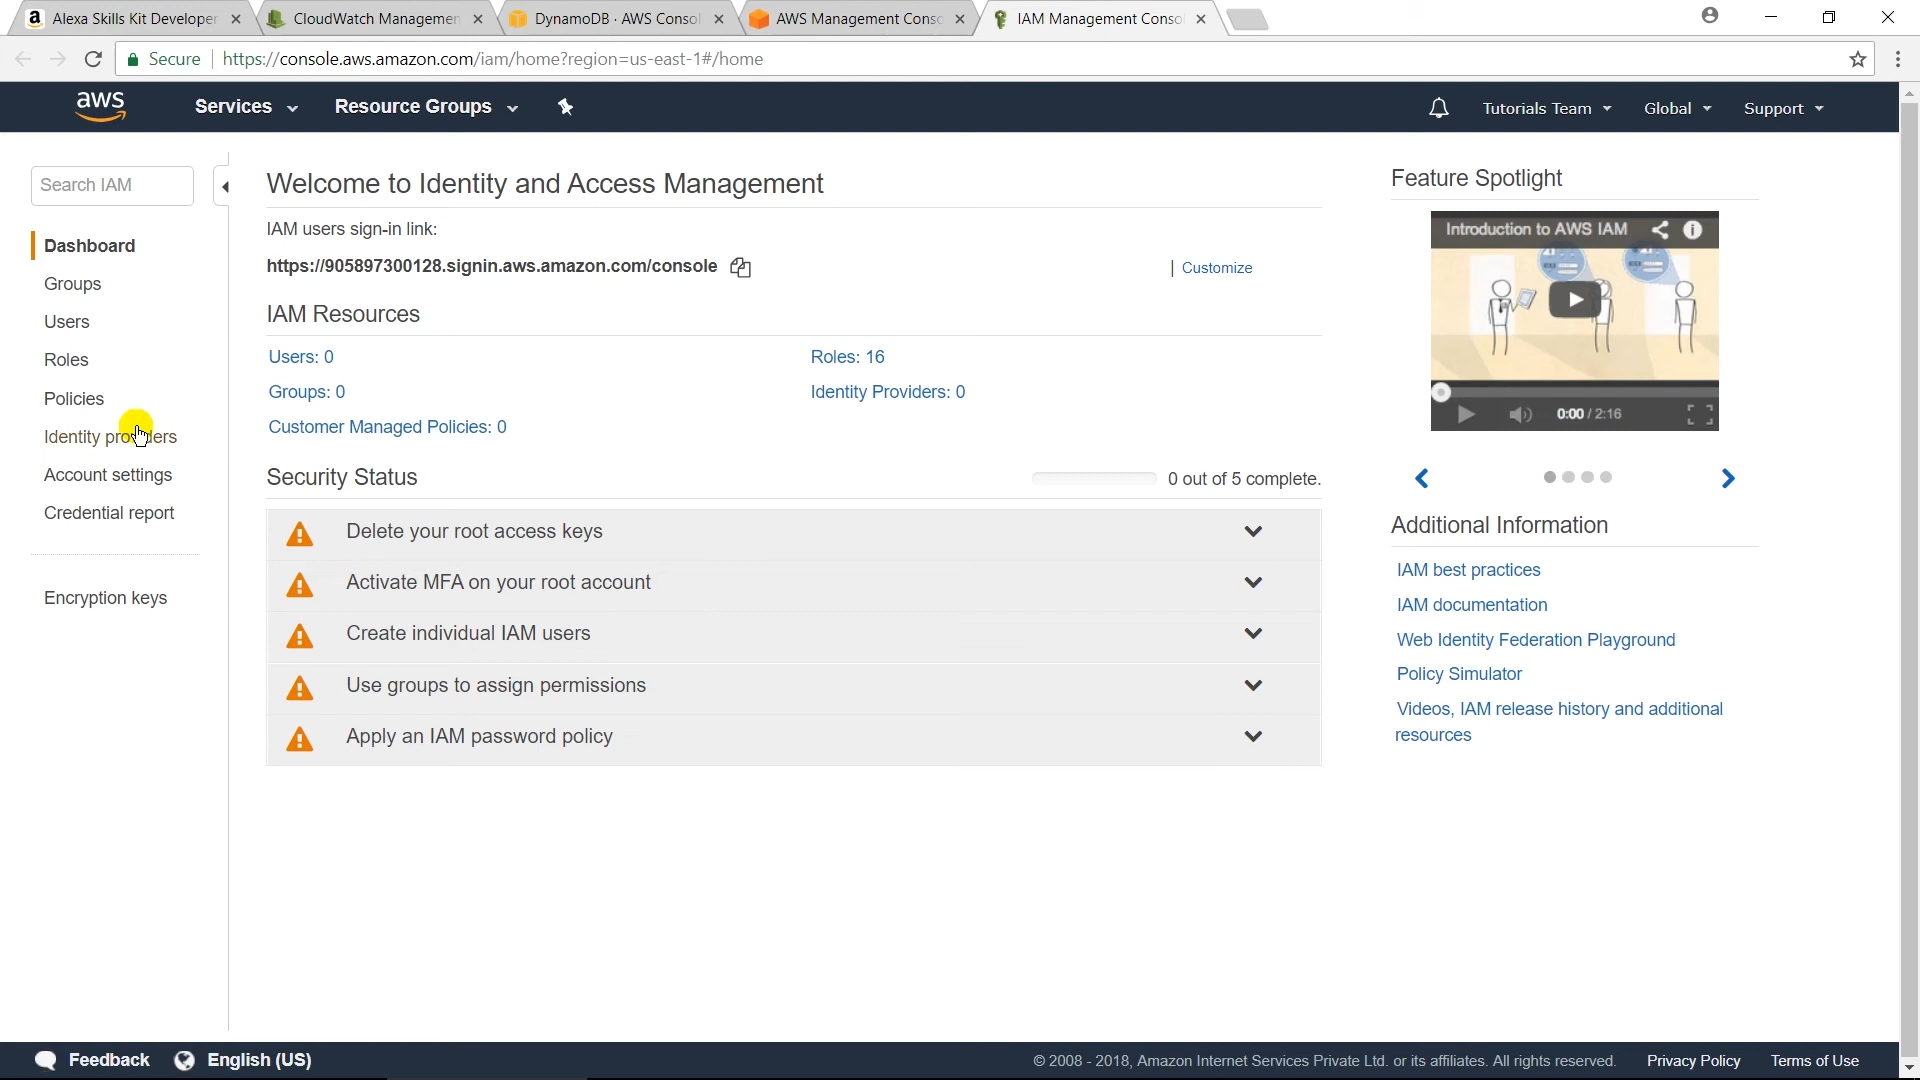 Alexa Skills Kit Developer
CloudWatch Managemen
DynamoDB · AWS Consol
AWS Management Conso
IAM Management Conso
Secure
https://console.aws.amazon.com/iam/home?region=us-east-1#/home
aws
Services
Resource Groups
Tutorials Team
Global
Support
Search IAM
Dashboard
Groups
Users
Roles
Policies
Identity providers
Account settings
Credential report
Encryption keys
Welcome to Identity and Access Management
IAM users sign-in link:
https://905897300128.signin.aws.amazon.com/console
| Customize
IAM Resources
Users: 0
Roles: 16
Groups: 0
Identity Providers: 0
Customer Managed Policies: 0
Security Status
0 out of 5 complete.
Delete your root access keys
Activate MFA on your root account
Create individual IAM users
Use groups to assign permissions
Apply an IAM password policy
Feature Spotlight
Introduction to AWS IAM
0:00 / 2:16
Additional Information
IAM best practices
IAM documentation
Web Identity Federation Playground
Policy Simulator
Videos, IAM release history and additional
resources
Feedback
English (US)
© 2008 - 2018, Amazon Internet Services Private Ltd. or its affiliates. All rights reserved.
Privacy Policy
Terms of Use